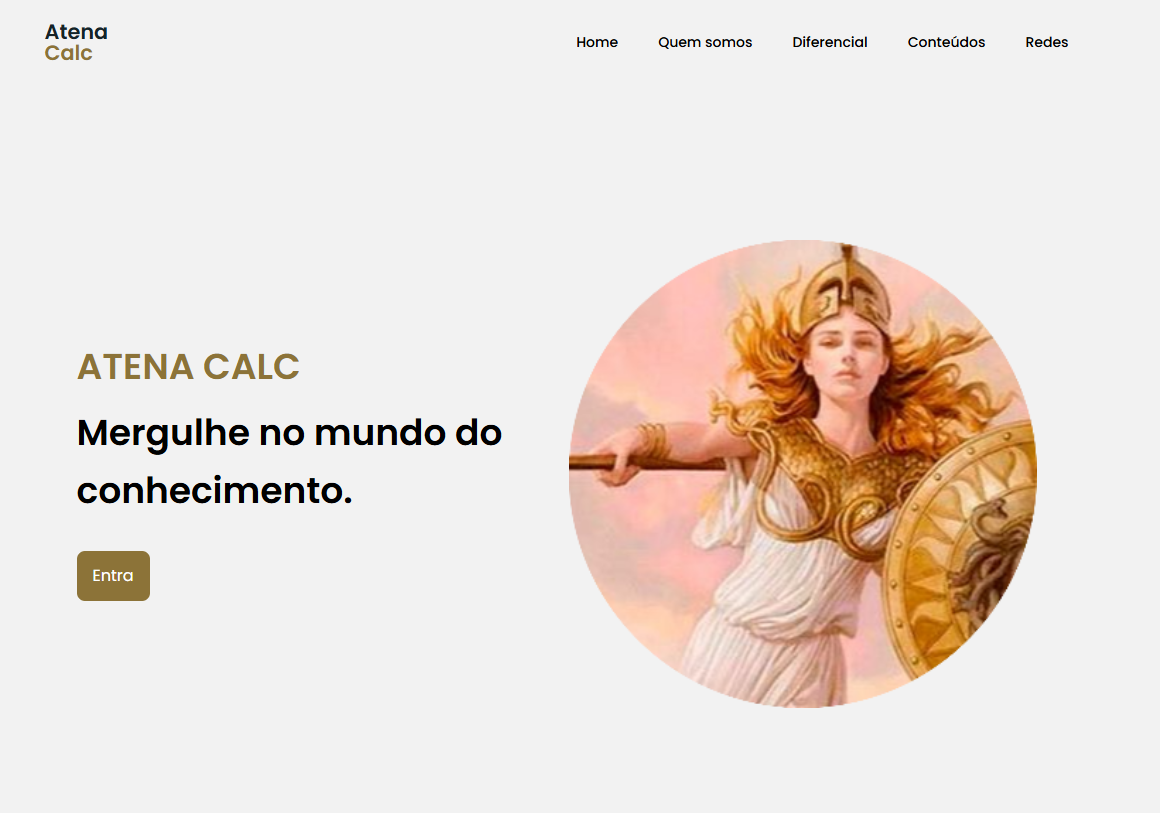 Atena
Calc
Home Quem somos Diferencial Conteúdos Redes
ATENA CALC
Mergulhe no mundo do
conhecimento.
Entra